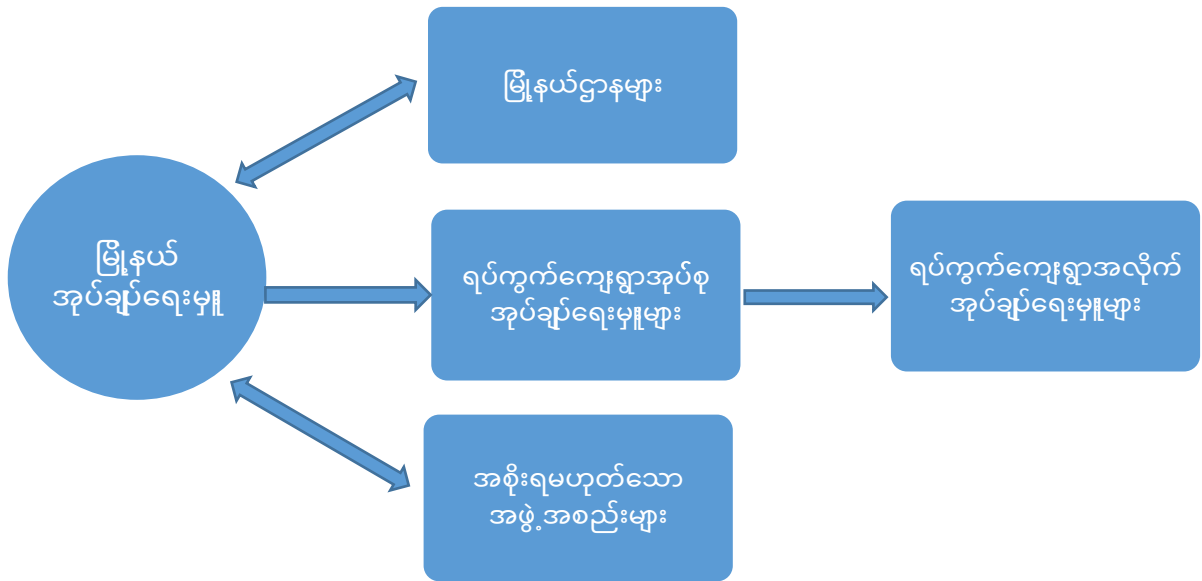 မြို့နယ်ဌာနများ
မြို့နယ်
အုပ်ချုပ်ရေးမှူး
ရပ်ကွက်ကျေးရွာအုပ်စု
အုပ်ချုပ်ရေးမှူးများ
ရပ်ကွက်ကျေးရွာအလိုက်
အုပ်ချုပ်ရေးမှူးများ
အစိုးရမဟုတ်သော
အဖွဲ့အစည်းများ